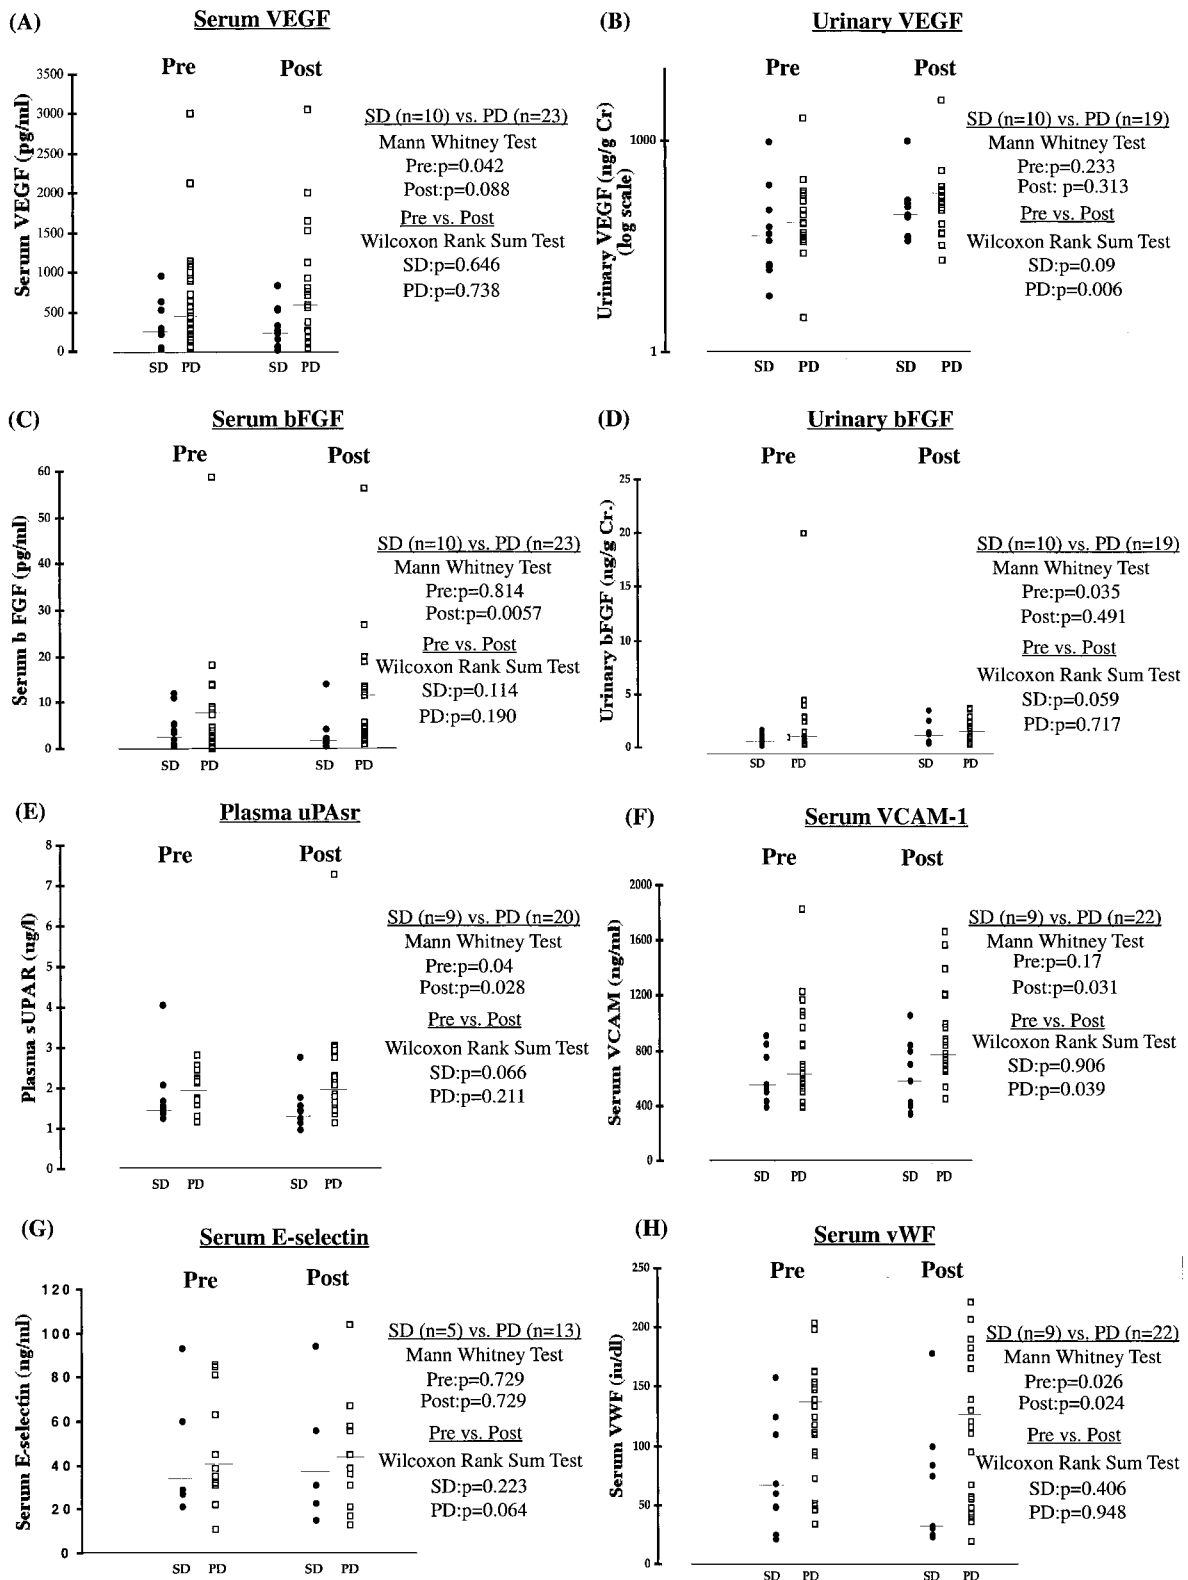 (A) Serum VEGF
Pre Post
Serum VEGF (pg/ml)
3500
3000
2500
2000
1500
1000
500
0
SD PD SD PD
SD (n=10) vs. PD (n=23)
Mann Whitney Test
Pre:p=0.042
Post:p=0.088
Pre vs. Post
Wilcoxon Rank Sum Test
SD:p=0.646
PD:p=0.738
(B) Urinary VEGF
Pre Post
Urinary VEGF (ng/g Cr)
(log scale)
1000
1
SD PD SD PD
SD (n=10) vs. PD (n=19)
Mann Whitney Test
Pre:p=0.233
Post: p=0.313
Pre vs. Post
Wilcoxon Rank Sum Test
SD:p=0.09
PD:p=0.006
(C) Serum bFGF
Pre Post
Serum b FGF (pg/ml)
60
50
40
30
20
10
0
SD PD SD PD
SD (n=10) vs. PD (n=23)
Mann Whitney Test
Pre:p=0.814
Post:p=0.0057
Pre vs. Post
Wilcoxon Rank Sum Test
SD:p=0.114
PD:p=0.190
(D) Urinary bFGF
Pre Post
Urinary bFGF (ng/g Cr.)
25
20
15
10
5
0
SD PD SD PD
SD (n=10) vs. PD (n=19)
Mann Whitney Test
Pre:p=0.035
Post:p=0.491
Pre vs. Post
Wilcoxon Rank Sum Test
SD:p=0.059
PD:p=0.717
(E) Plasma uPAsr
Pre Post
Plasma sUPAR (ug/l)
8
7
6
5
4
3
2
1
0
SD PD SD PD
SD (n=9) vs. PD (n=20)
Mann Whitney Test
Pre:p=0.04
Post:p=0.028
Pre vs. Post
Wilcoxon Rank Sum Test
SD:p=0.066
PD:p=0.211
(F) Serum VCAM-1
Pre Post
Serum VCAM (ng/ml)
2000
1600
1200
800
400
0
SD PD SD PD
SD (n=9) vs. PD (n=22)
Mann Whitney Test
Pre:p=0.17
Post:p=0.031
Pre vs. Post
Wilcoxon Rank Sum Test
SD:p=0.906
PD:p=0.039
(G) Serum E-selectin
Pre Post
Serum E-selectin (ng/ml)
120
100
80
60
40
20
0
SD PD SD PD
SD (n=5) vs. PD (n=13)
Mann Whitney Test
Pre:p=0.729
Post:p=0.729
Pre vs. Post
Wilcoxon Rank Sum Test
SD:p=0.223
PD:p=0.064
(H) Serum vWF
Pre Post
Serum VWF (iu/dl)
250
200
150
100
50
0
SD PD SD PD
SD (n=9) vs. PD (n=22)
Mann Whitney Test
Pre:p=0.026
Post:p=0.024
Pre vs. Post
Wilcoxon Rank Sum Test
SD:p=0.406
PD:p=0.948